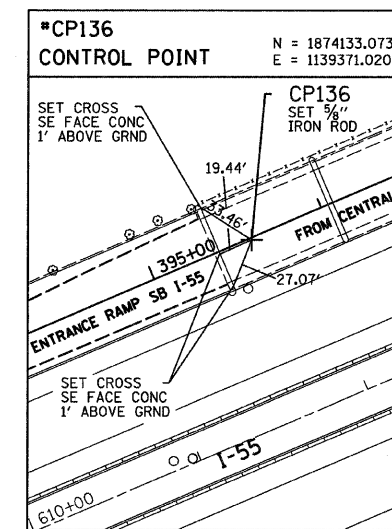 *CP136
CONTROL POINT
N = 1874133.073
E = 1139371.020
SET CROSS
SE FACE CONC
1' ABOVE GRND
CP136
SET 5/8"
IRON ROD
19.44'
33.46'
FROM CENTRAL
395+00
27.07'
ENTRANCE RAMP SB I-55
SET CROSS
SE FACE CONC
1' ABOVE GRND
I-55
610+00